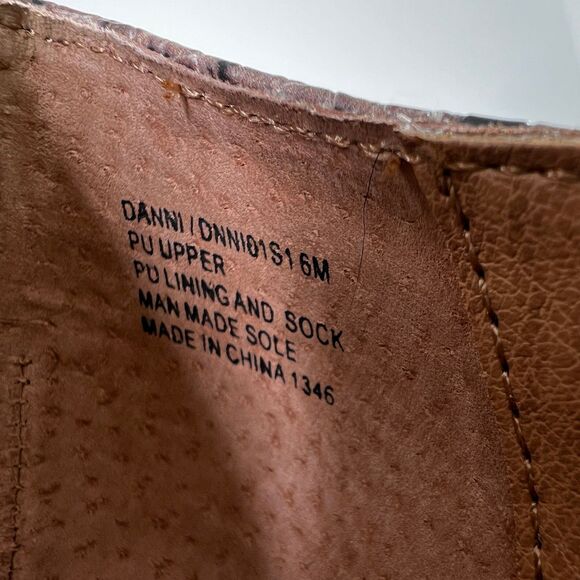 DANNI / DNNI01S1 6M
PU UPPER
PU LINING AND SOCK
MAN MADE SOLE
MADE IN CHINA 1346